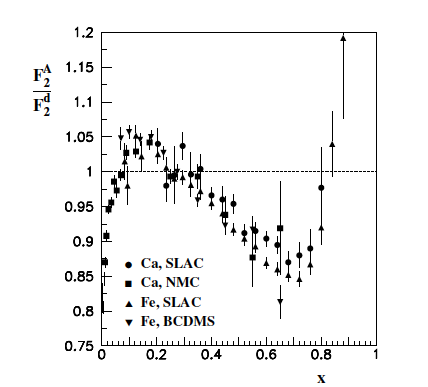 1.2
1.15
1.1
1.05
1
0.95
0.9
0.85
0.8
0.75
F₂ᴬ
F₂ᵈ
Ca, SLAC
Ca, NMC
Fe, SLAC
Fe, BCDMS
0 0.2 0.4 0.6 0.8 1
x